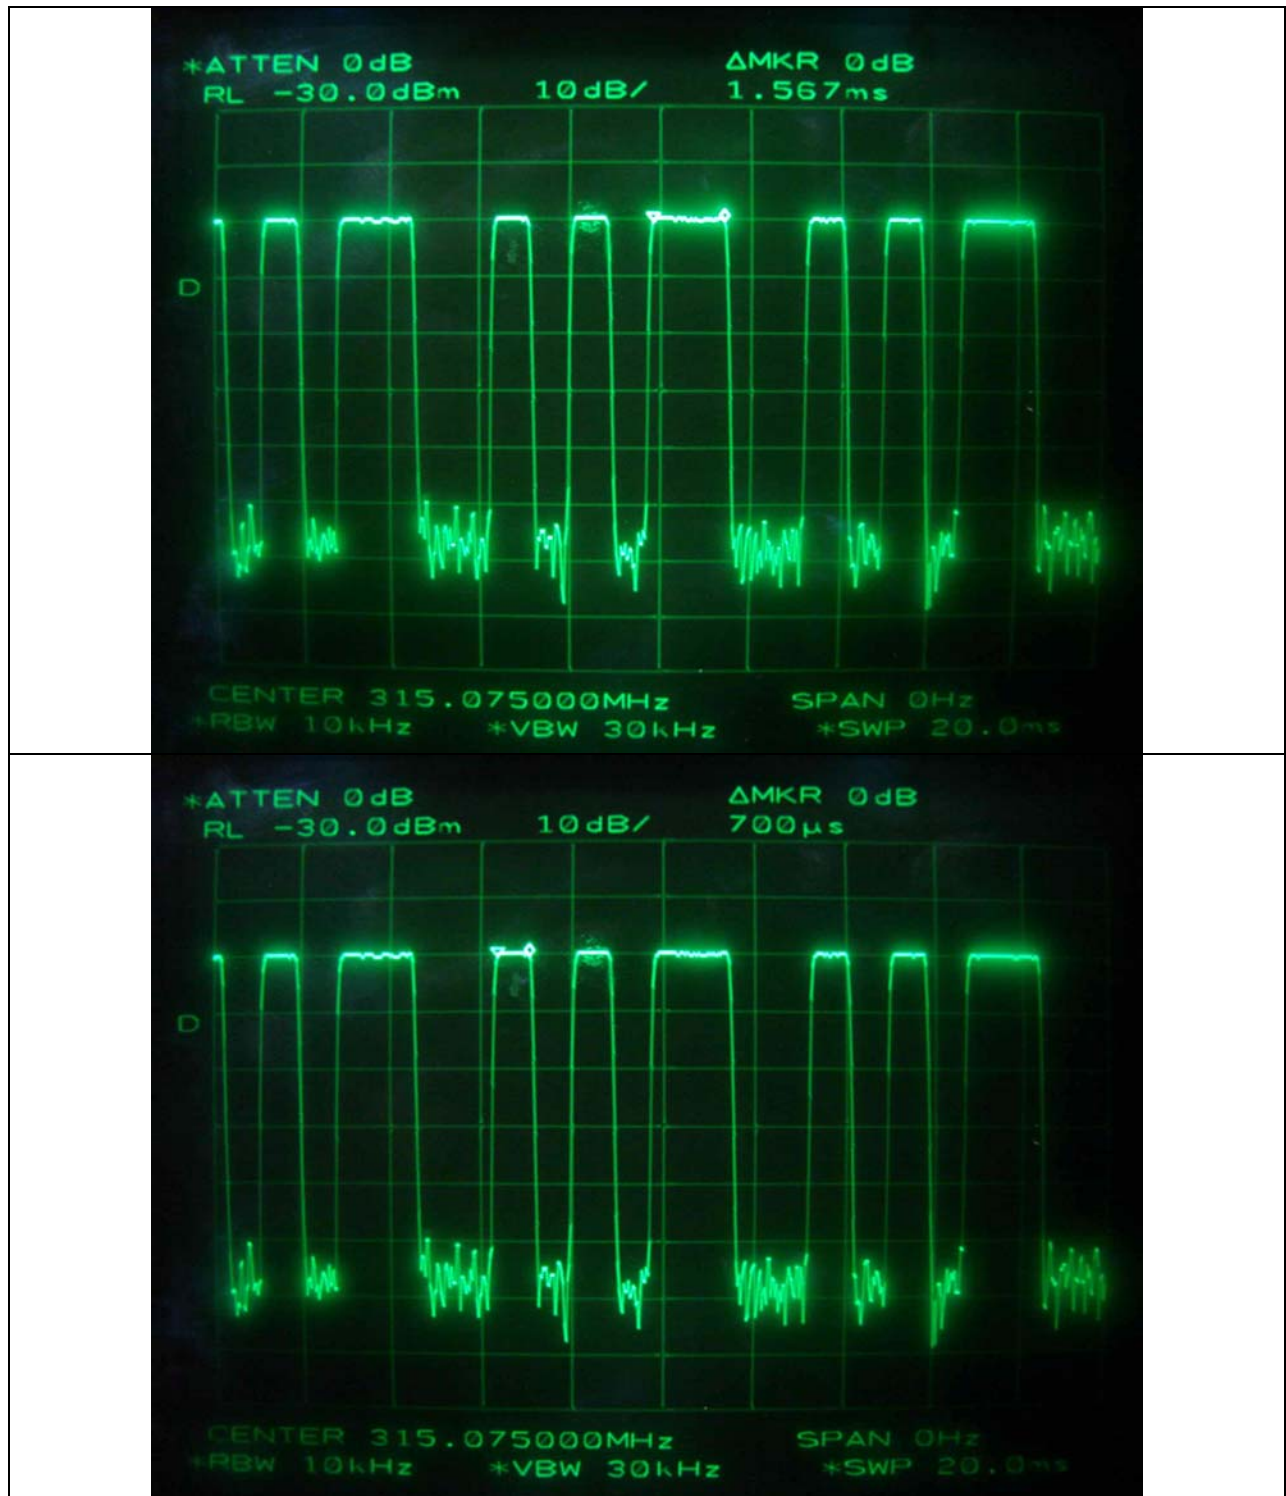 *ATTEN 0dB ΔMKR 0dB
RL -30.0dBm 10dB/ 1.567ms
D
CENTER 315.075000MHz SPAN 0Hz
*RBW 10kHz *VBW 30kHz *SWP 20.0ms
*ATTEN 0dB ΔMKR 0dB
RL -30.0dBm 10dB/ 700μs
D
CENTER 315.075000MHz SPAN 0Hz
*RBW 10kHz *VBW 30kHz *SWP 20.0ms